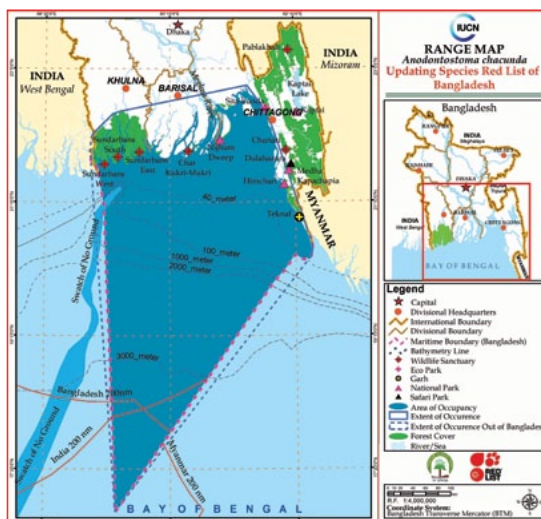 IUCN
RANGE MAP
Anodontostoma chacunda
Updating Species Red List of
Bangladesh
Dhaka
INDIA
West Bengal
KHULNA
BARISAL
Pablakhali
INDIA
Mizoram
Kaptai
Lake
Kaptai
CHITTAGONG
Sundarbans
South
Sundarbans
West
Sundarbans
East
Char
Kukri-Mukri
Nijhum
Dweep
Chunati
Dulahazara
Medha
Kapachapia
Himchari
Teknaf
MYANMAR
40_meter
100_meter
1000_meter
2000_meter
3000_meter
Swatch of No Ground
Swatch of No Ground
Bangladesh 200nm
India 200 nm
Myanmar 200 nm
BAY OF BENGAL
Bangladesh
INDIA
Meghalaya
DHAKA
INDIA
West Bengal
CHITTAGONG
BAY OF BENGAL
Legend
Capital
Divisional Headquarters
International Boundary
Divisional Boundary
Maritime Boundary (Bangladesh)
Bathymetry Line
Wildlife Sanctuary
Eco Park
Garh
National Park
Safari Park
Area of Occupancy
Extent of Occurence
Extent of Occurence Out of Banglades
Forest Cover
River/Sea
RED
LIST
R.F. 1:4,000,000
Coordinate System:
Bangladesh Transverse Mercator (BTM)